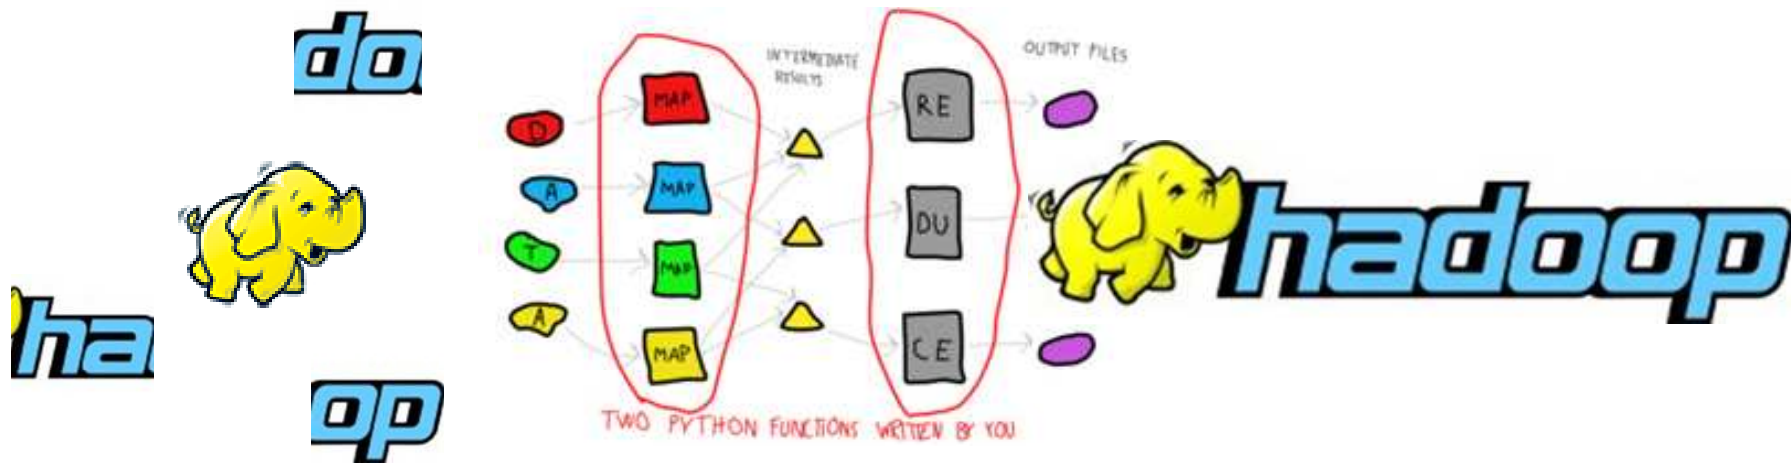 do
ha
op
INTERMEDIATE
RESULTS
OUTPUT FILES
D
A
T
A
MAP
MAP
MAP
MAP
RE
DU
CE
TWO PYTHON FUNCTIONS WRITTEN BY YOU
hadoop